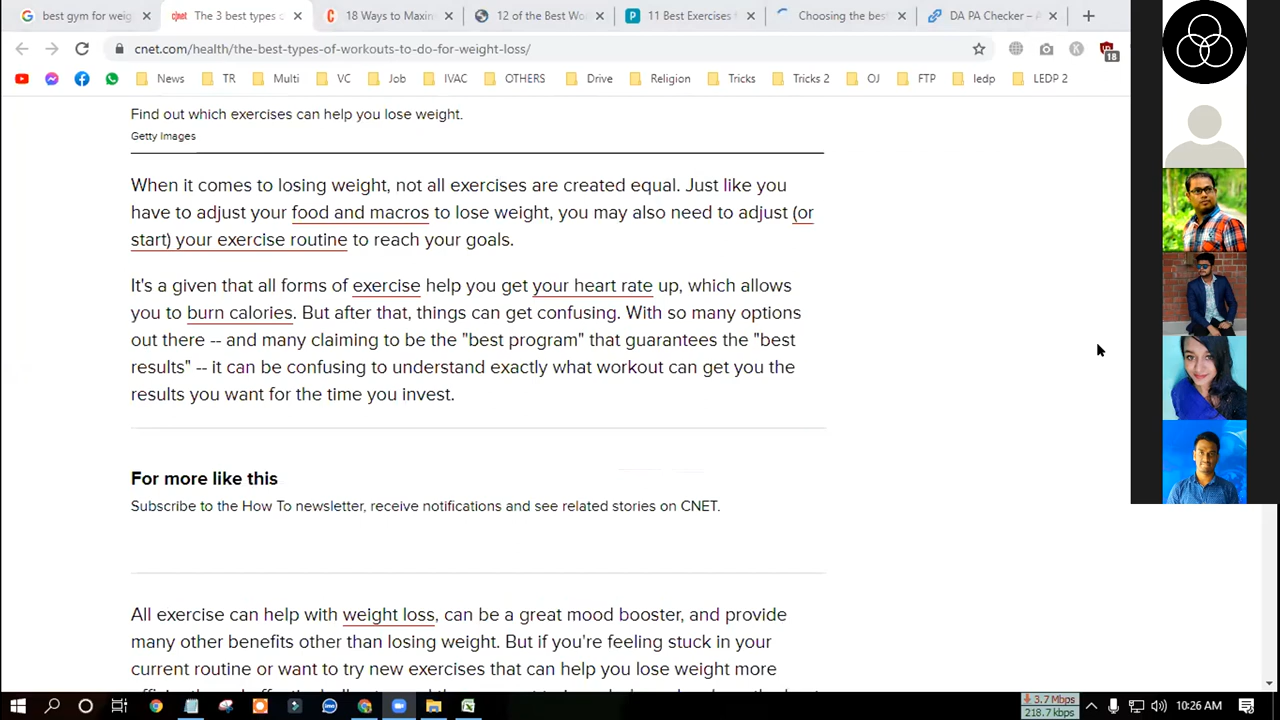 best gym for weig
cnet
The 3 best types o
18 Ways to Maxim
12 of the Best Wo
11 Best Exercises f
Choosing the best
DA PA Checker – A
cnet.com/health/the-best-types-of-workouts-to-do-for-weight-loss/
18
News
TR
Multi
VC
Job
IVAC
OTHERS
Drive
Religion
Tricks
Tricks 2
OJ
FTP
ledp
LEDP 2
Find out which exercises can help you lose weight.
Getty Images
When it comes to losing weight, not all exercises are created equal. Just like you
have to adjust your food and macros to lose weight, you may also need to adjust (or
start) your exercise routine to reach your goals.
It's a given that all forms of exercise help you get your heart rate up, which allows
you to burn calories. But after that, things can get confusing. With so many options
out there -- and many claiming to be the "best program" that guarantees the "best
results" -- it can be confusing to understand exactly what workout can get you the
results you want for the time you invest.
For more like this
Subscribe to the How To newsletter, receive notifications and see related stories on CNET.
All exercise can help with weight loss, can be a great mood booster, and provide
many other benefits other than losing weight. But if you're feeling stuck in your
current routine or want to try new exercises that can help you lose weight more
3.7 Mbps
218.7 kbps
10:26 AM